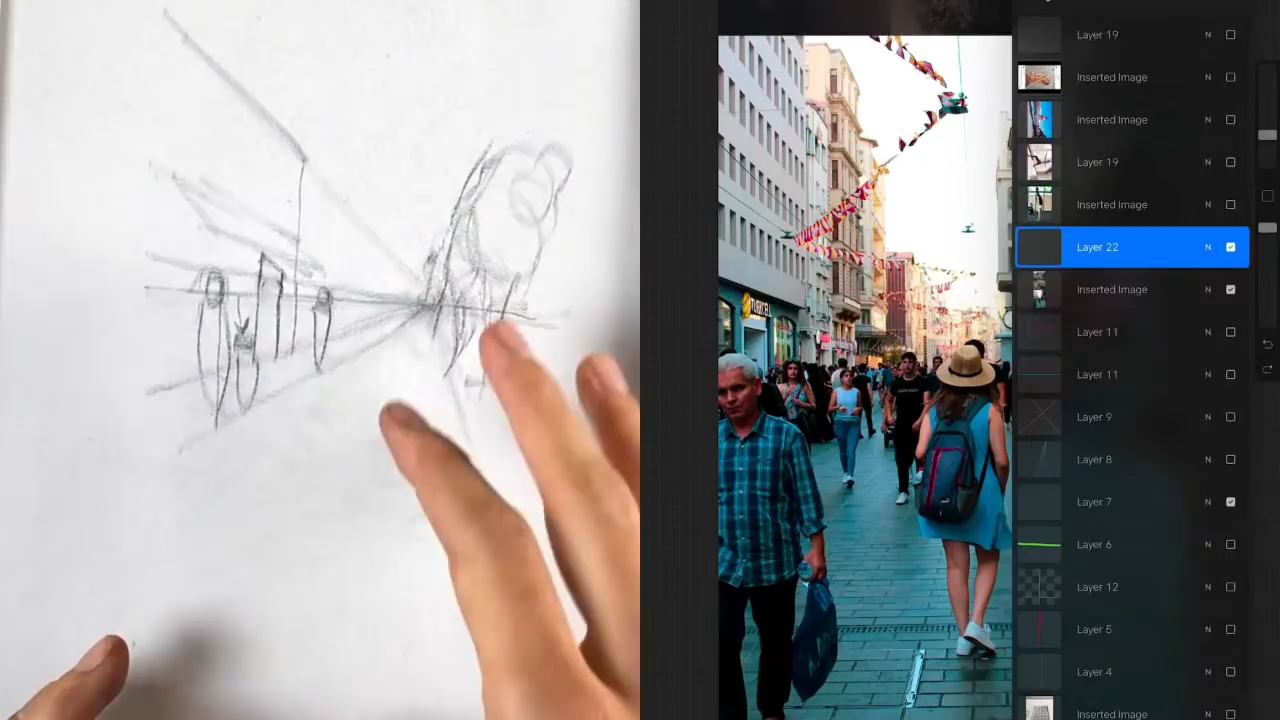 Layer 19
N
Inserted Image
N
Inserted Image
N
Layer 19
N
Inserted Image
N
Layer 22
N
Inserted Image
N
Layer 11
N
Layer 11
N
Layer 9
N
Layer 8
N
Layer 7
N
Layer 6
N
Layer 12
N
Layer 5
N
Layer 4
N
Inserted Image
N
TURKCELL